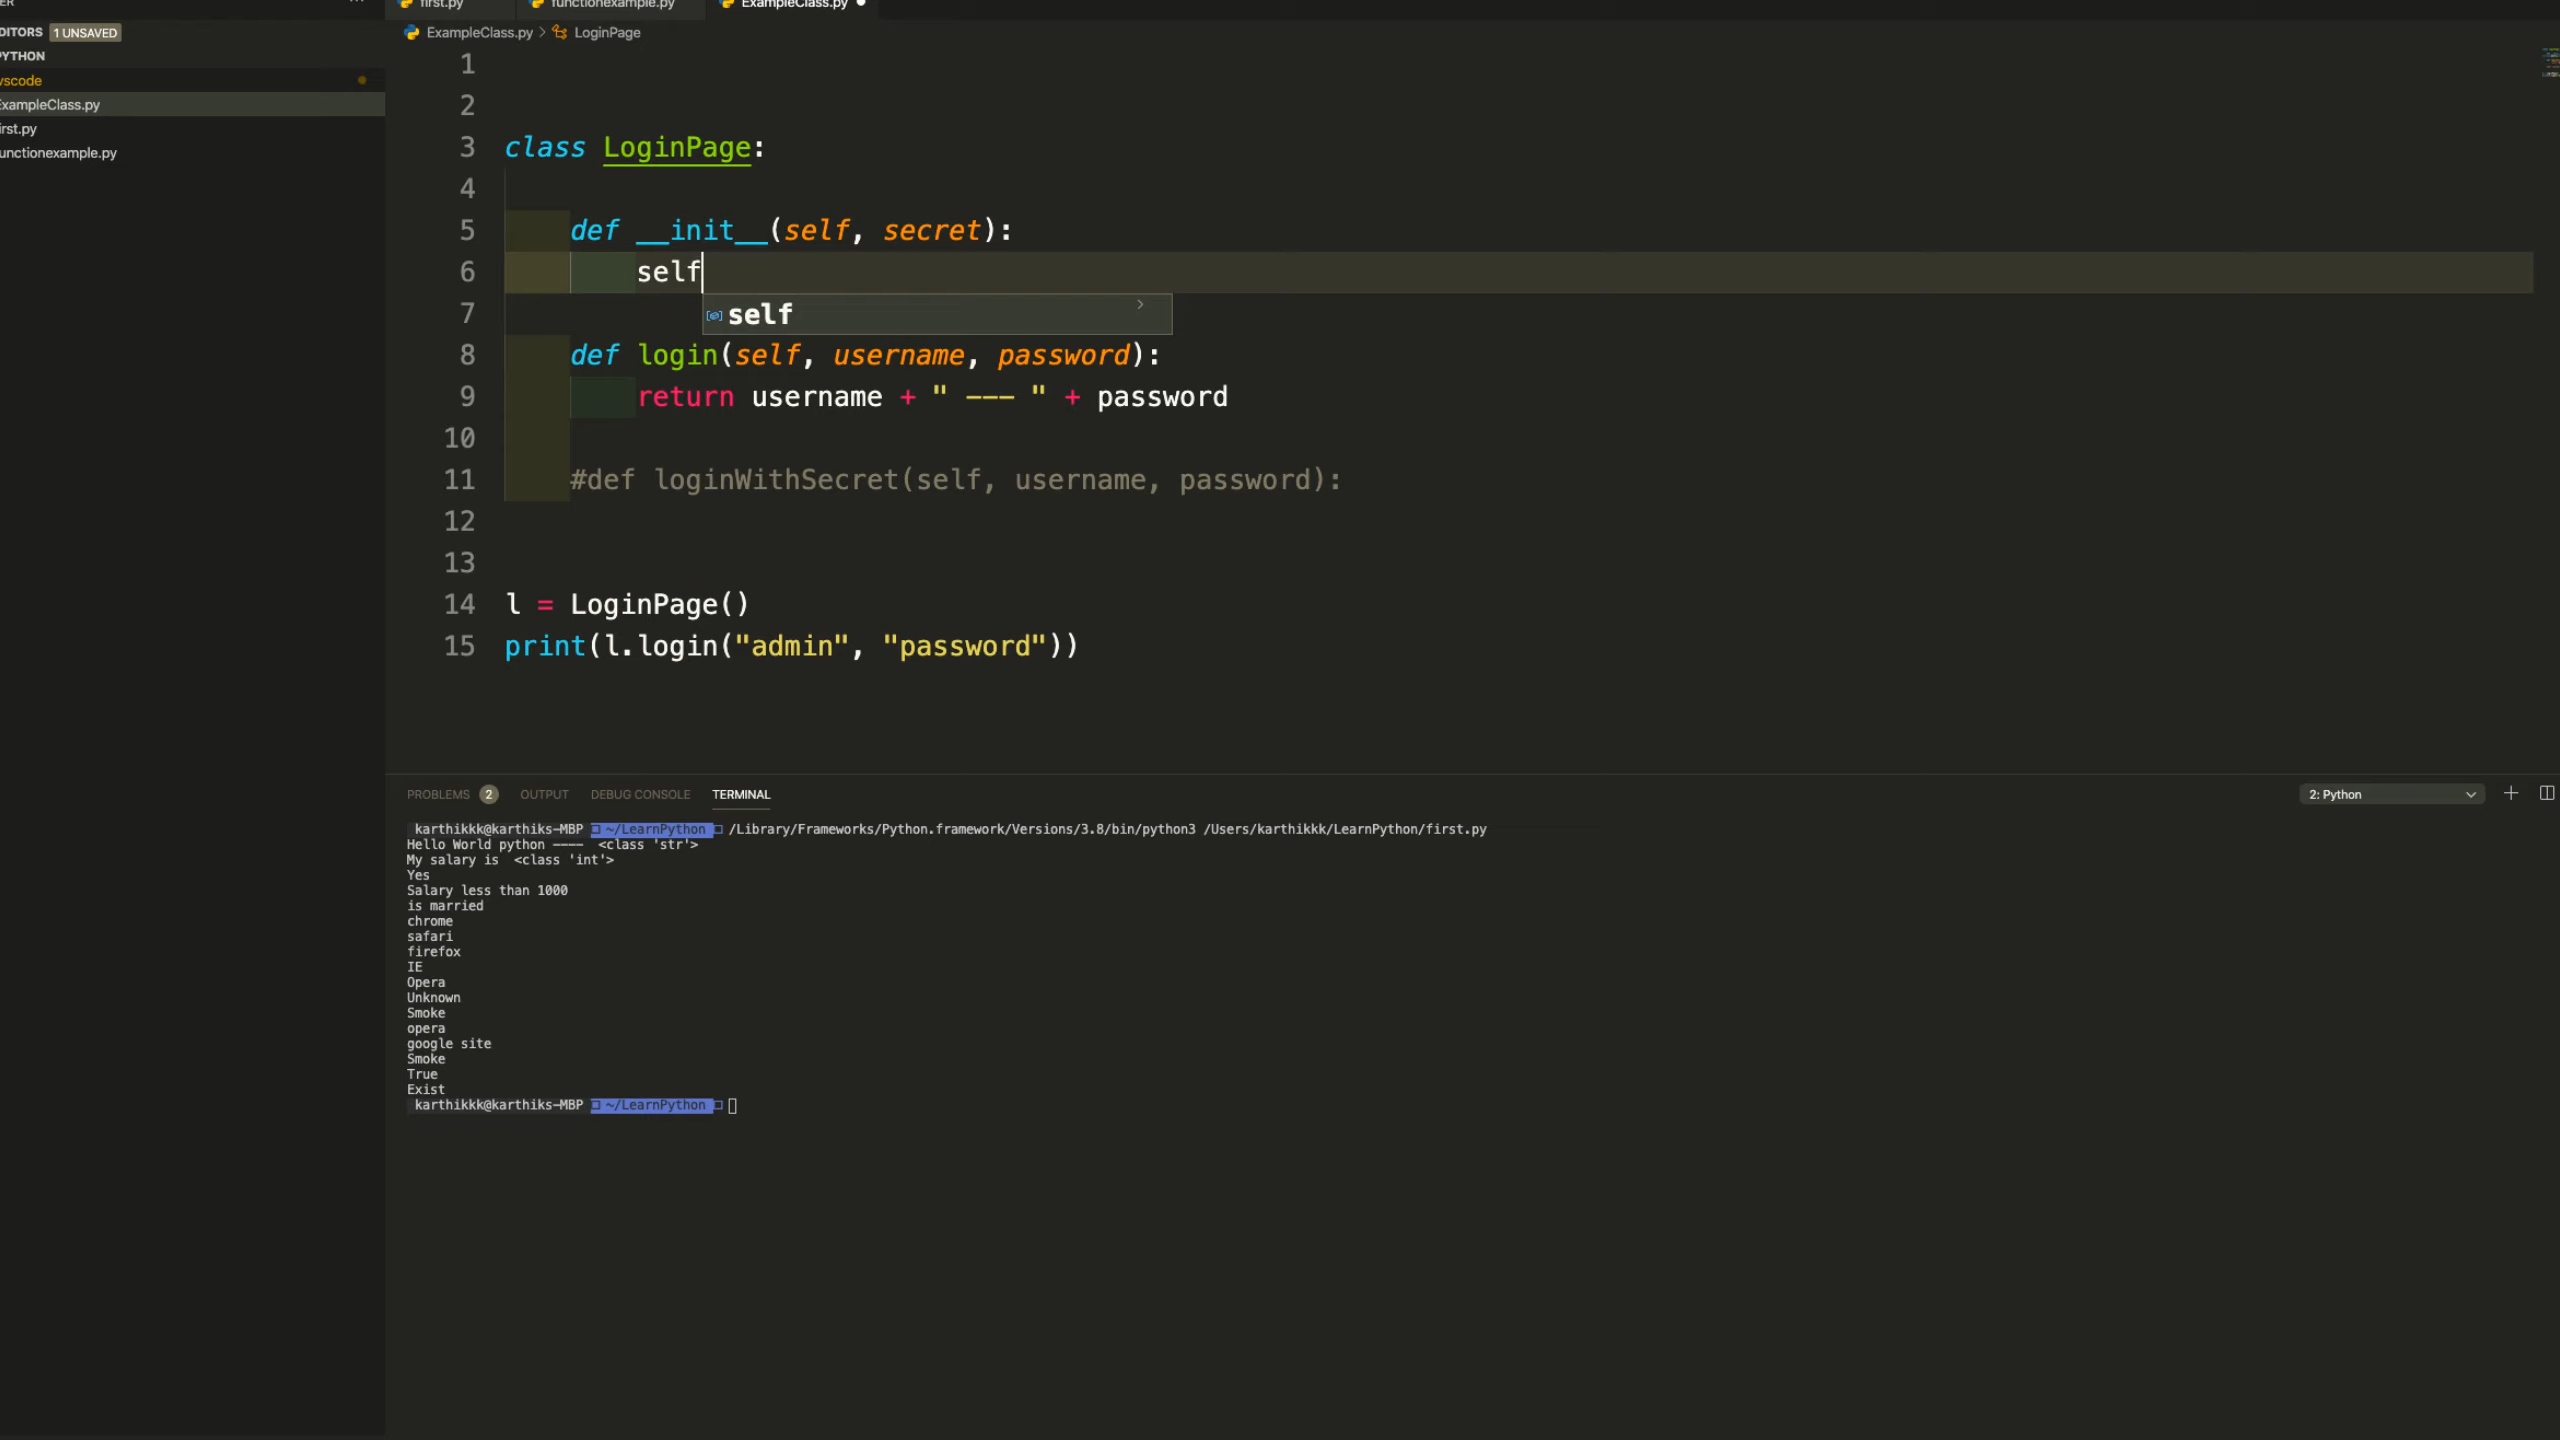 ER ...
first.py functionexample.py ExampleClass.py
DITORS 1 UNSAVED
ExampleClass.py > LoginPage
PYTHON
vscode
ExampleClass.py
irst.py
unctionexample.py
1
2
3 class LoginPage:
4
5 def __init__(self, secret):
6 self
7 self
8 def login(self, username, password):
9 return username + " --- " + password
10
11 #def loginWithSecret(self, username, password):
12
13
14 l = LoginPage()
15 print(l.login("admin", "password"))
PROBLEMS 2 OUTPUT DEBUG CONSOLE TERMINAL 2: Python
karthikkk@karthiks-MBP ~/LearnPython /Library/Frameworks/Python.framework/Versions/3.8/bin/python3 /Users/karthikkk/LearnPython/first.py
Hello World python ---- <class 'str'>
My salary is <class 'int'>
Yes
Salary less than 1000
is married
chrome
safari
firefox
IE
Opera
Unknown
Smoke
opera
google site
Smoke
True
Exist
karthikkk@karthiks-MBP ~/LearnPython